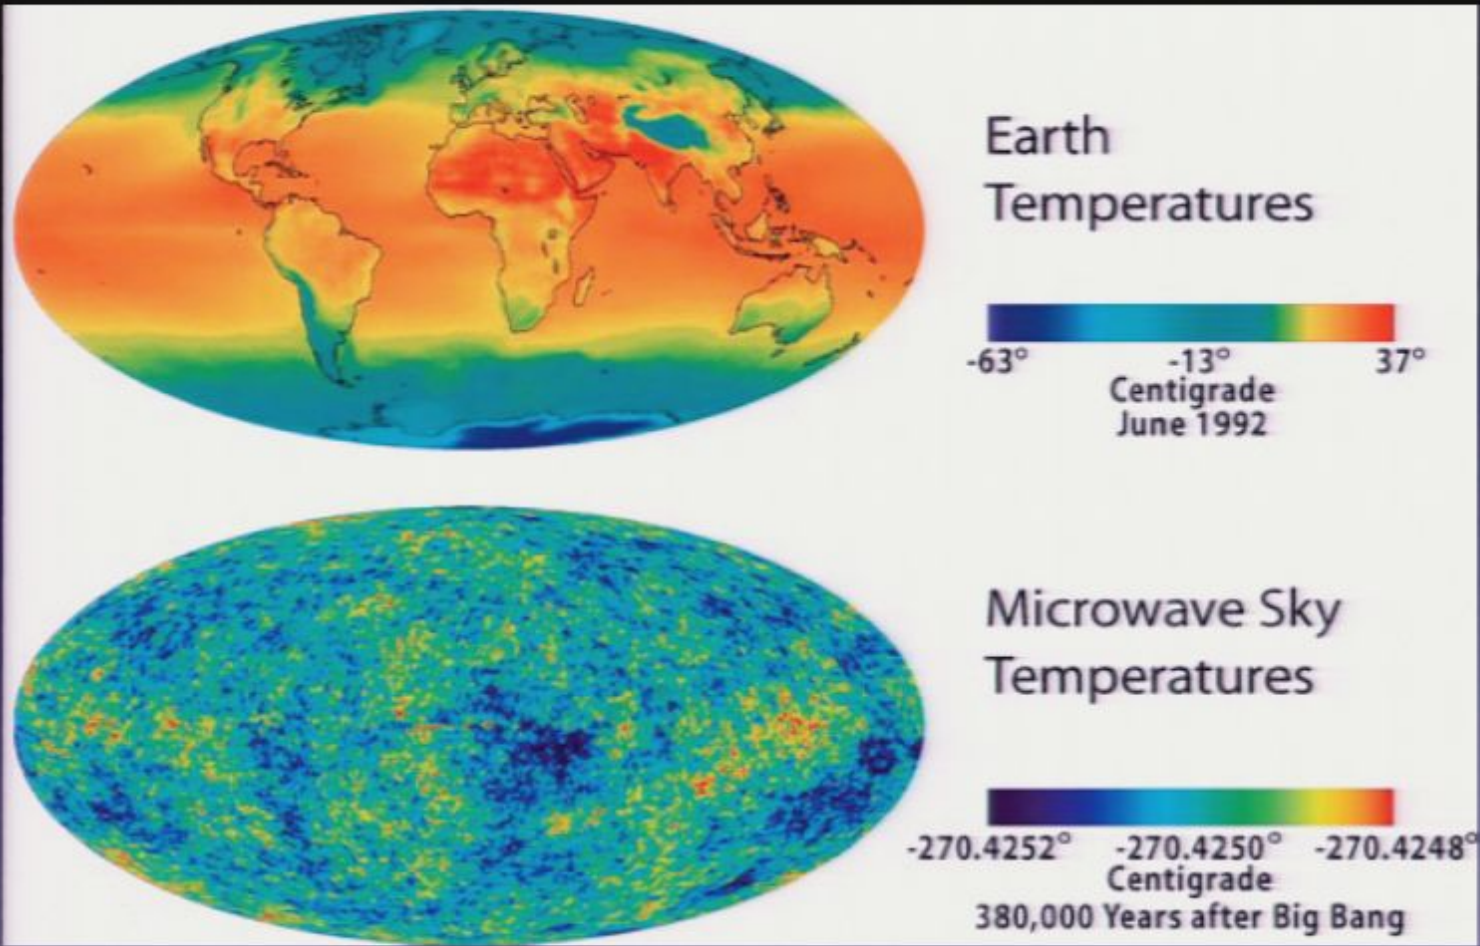 Earth
Temperatures
-63° -13° 37°
Centigrade
June 1992
Microwave Sky
Temperatures
-270.4252° -270.4250° -270.4248°
Centigrade
380,000 Years after Big Bang